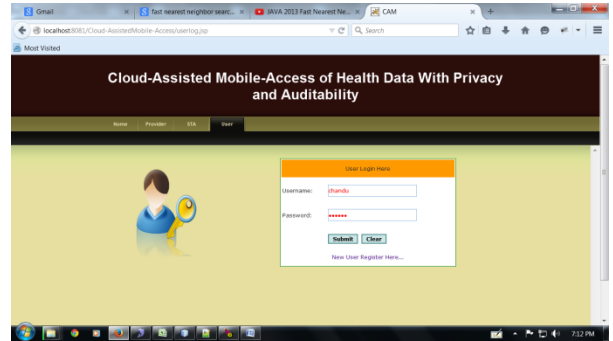 Gmail
fast nearest neighbor searc...
JAVA 2013 Fast Nearest Ne...
CAM
localhost:8081/Cloud-AssistedMobile-Access/userlog.jsp
Search
Most Visited
Cloud-Assisted Mobile-Access of Health Data With Privacy
and Auditability
Home
Provider
STA
User
User Login Here
Username:
chandu
Password:
••••••
Submit
Clear
New User Register Here...
7:12 PM